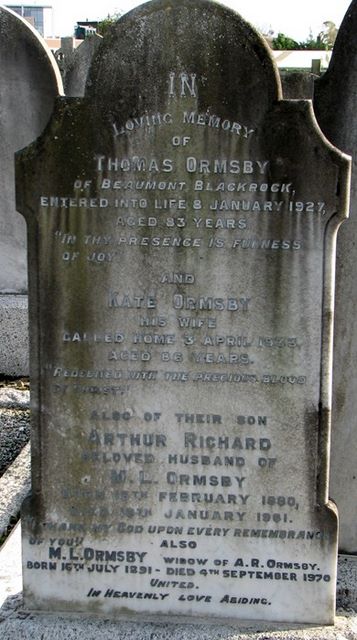 IN
LOVING MEMORY
OF
THOMAS ORMSBY
OF BEAUMONT, BLACKROCK,
ENTERED INTO LIFE 8 JANUARY 1927,
AGED 83 YEARS
"IN THY PRESENCE IS FULNESS
OF JOY"
AND
KATE ORMSBY
HIS WIFE
CALLED HOME 3 APRIL
AGED 86 YEARS.
"REDEEMED WITH THE PRECIOUS BLOOD
OF CHRIST."
ALSO OF THEIR SON
ARTHUR RICHARD
BELOVED HUSBAND OF
M. L. ORMSBY
BORN FEBRUARY 1880,
DIED JANUARY 1961.
"I THANK MY GOD UPON EVERY REMEMBRANCE
OF YOU" ALSO
M.L.ORMSBY WIDOW OF A.R.ORMSBY.
BORN 16TH JULY 1891 - DIED 4TH SEPTEMBER 1970
UNITED.
IN HEAVENLY LOVE ABIDING.